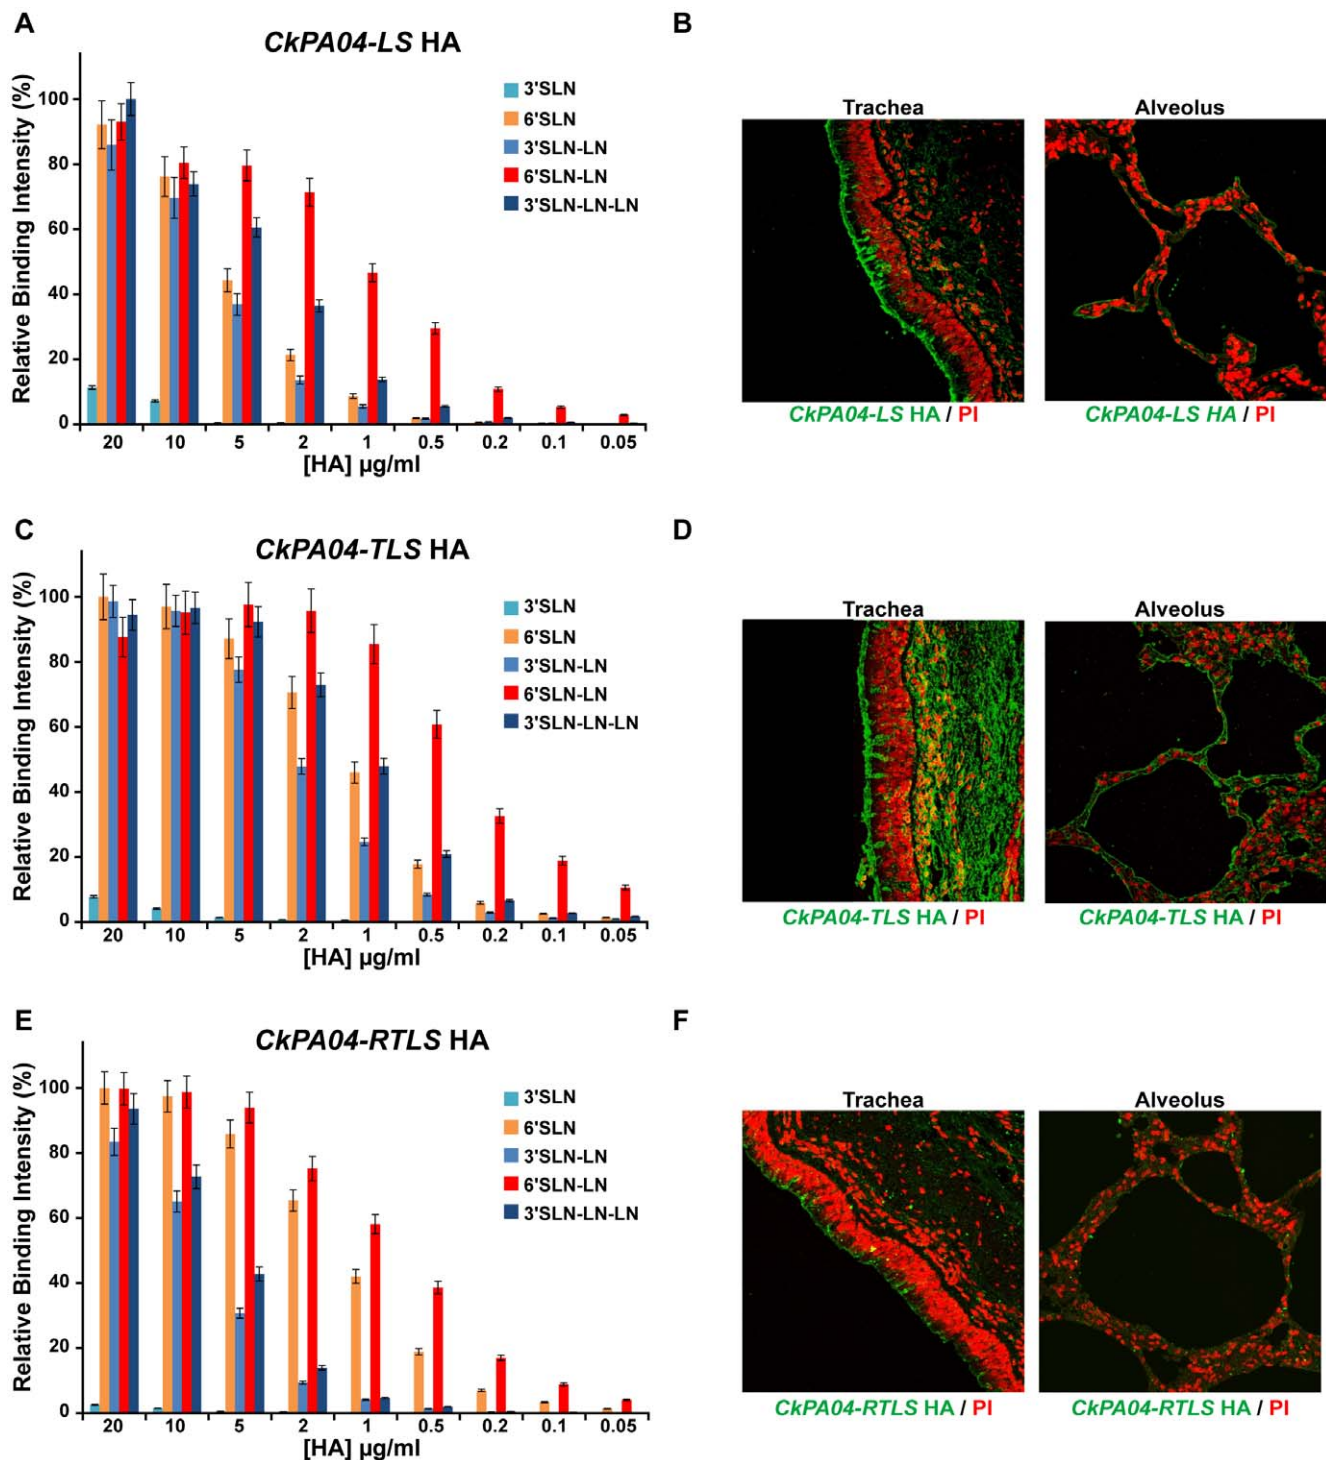 A
CkPA04-LS HA
Relative Binding Intensity (%)
100
80
60
40
20
0
3'SLN
6'SLN
3'SLN-LN
6'SLN-LN
3'SLN-LN-LN
20 10 5 2 1 0.5 0.2 0.1 0.05
[HA] µg/ml
B
Trachea Alveolus
CkPA04-LS HA / PI CkPA04-LS HA / PI
C
CkPA04-TLS HA
Relative Binding Intensity (%)
100
80
60
40
20
0
3'SLN
6'SLN
3'SLN-LN
6'SLN-LN
3'SLN-LN-LN
20 10 5 2 1 0.5 0.2 0.1 0.05
[HA] µg/ml
D
Trachea Alveolus
CkPA04-TLS HA / PI CkPA04-TLS HA / PI
E
CkPA04-RTLS HA
Relative Binding Intensity (%)
100
80
60
40
20
0
3'SLN
6'SLN
3'SLN-LN
6'SLN-LN
3'SLN-LN-LN
20 10 5 2 1 0.5 0.2 0.1 0.05
[HA] µg/ml
F
Trachea Alveolus
CkPA04-RTLS HA / PI CkPA04-RTLS HA / PI